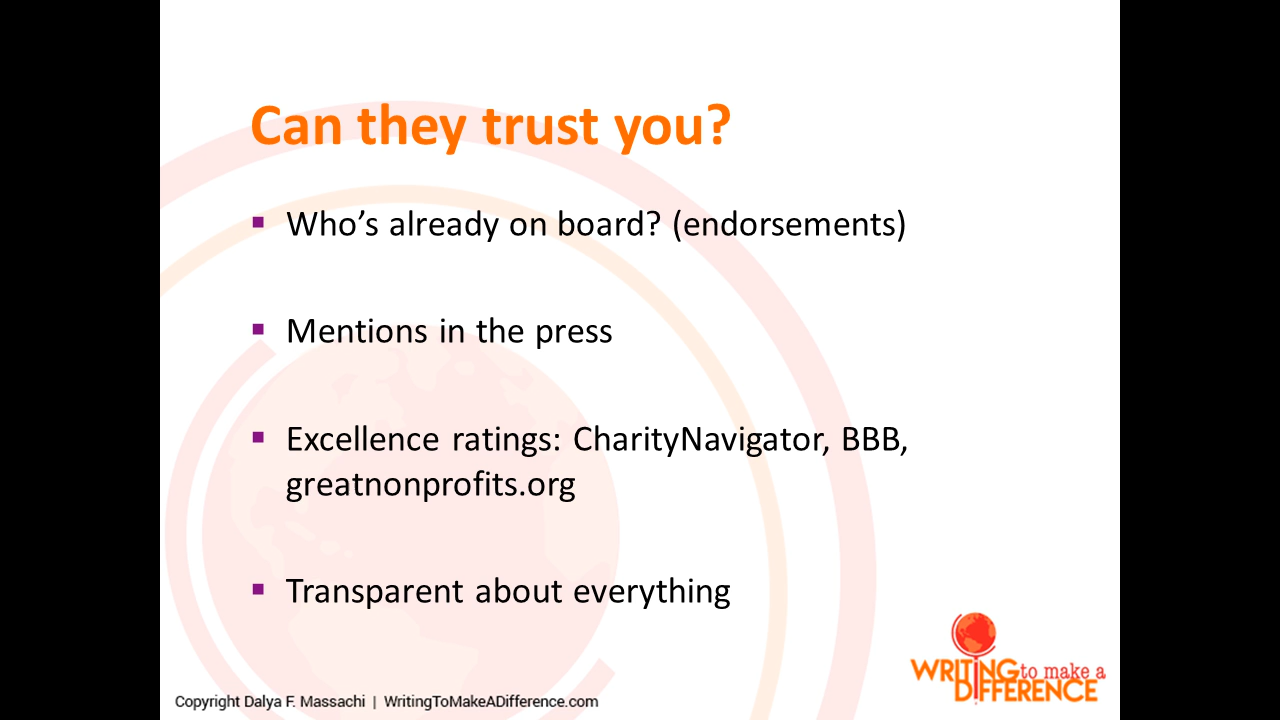 Can they trust you?
▪ Who’s already on board? (endorsements)
▪ Mentions in the press
▪ Excellence ratings: CharityNavigator, BBB,
greatnonprofits.org
▪ Transparent about everything
WRITING to make a
DIFFERENCE
Copyright Dalya F. Massachi | WritingToMakeADifference.com